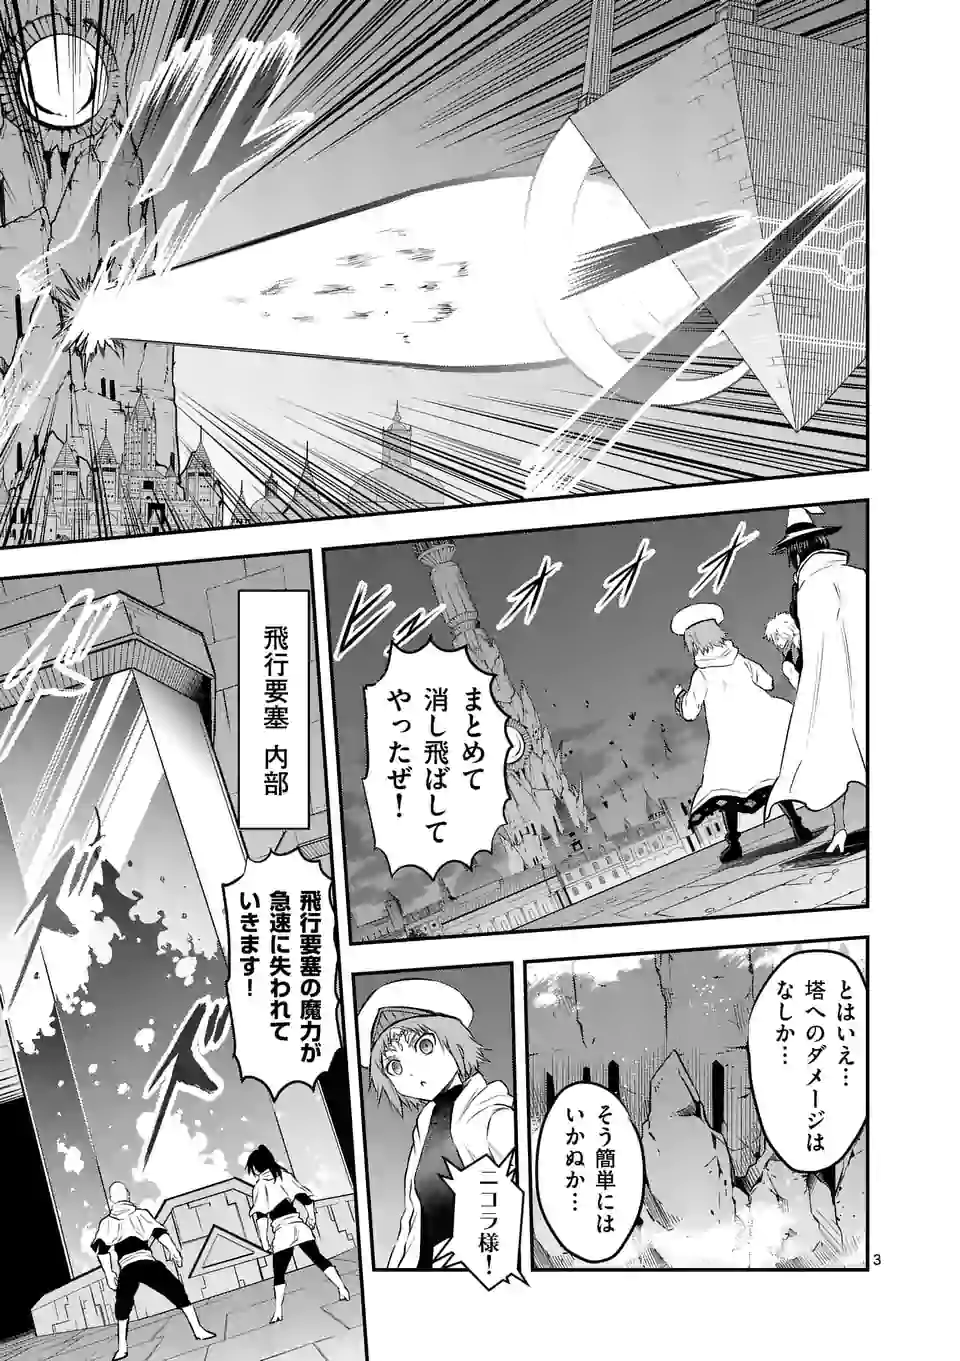 まとめて
消し飛ばして
やったぜ！
とはいえ…
塔へのダメージは
なしか…
そう簡単には
いかぬか…
ニコラ様！
飛行要塞 内部
飛行要塞の魔力が
急速に失われて
いきます！
3